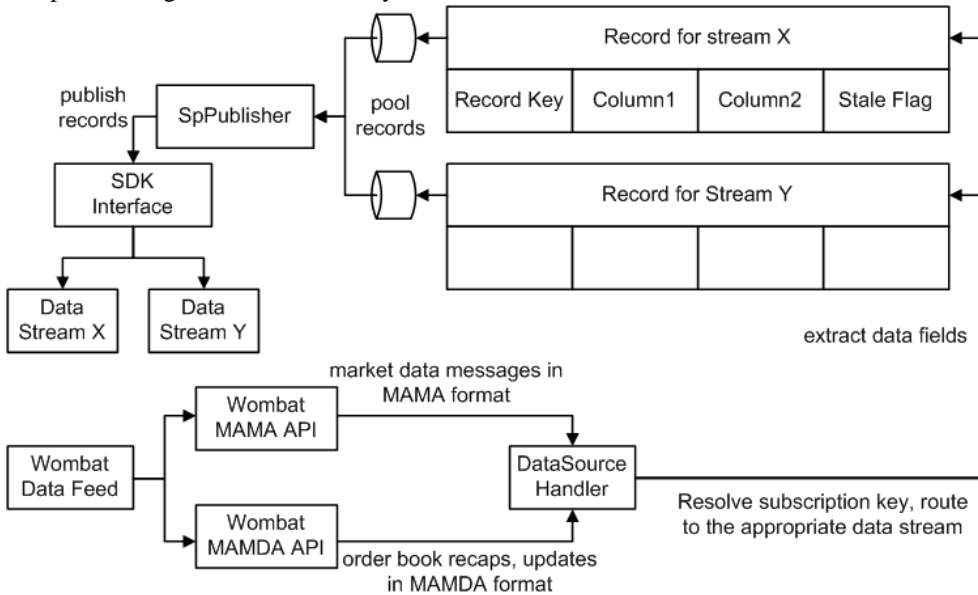 Record for stream X
Record Key
Column1
Column2
Stale Flag
publish
records
SpPublisher
pool
records
SDK
Interface
Record for Stream Y
Data
Stream X
Data
Stream Y
extract data fields
market data messages in
MAMA format
Wombat
MAMA API
Wombat
Data Feed
DataSource
Handler
Resolve subscription key, route
to the appropriate data stream
Wombat
MAMDA API
order book recaps, updates
in MAMDA format